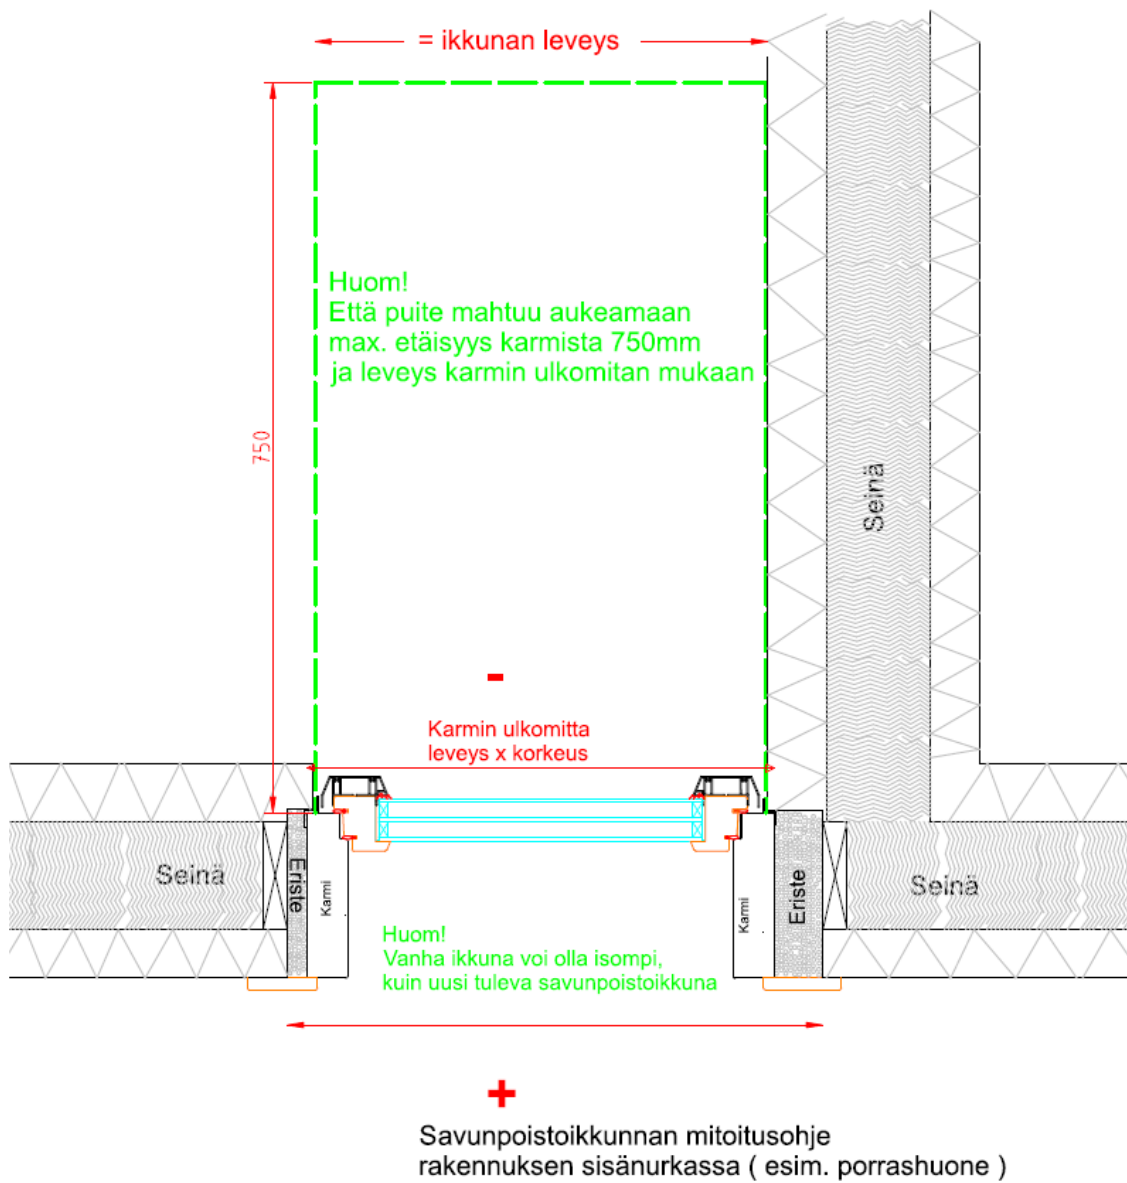 = ikkunan leveys
Huom!
Että puite mahtuu aukeamaan
max. etäisyys karmista 750mm
ja leveys karmin ulkomitan mukaan
750
Seinä
-
Karmin ulkomitta
leveys x korkeus
Seinä
Eriste
Karmi
Karmi
Eriste
Seinä
Huom!
Vanha ikkuna voi olla isompi,
kuin uusi tuleva savunpoistoikkuna
+
Savunpoistoikkunnan mitoitusohje
rakennuksen sisänurkassa ( esim. porrashuone )